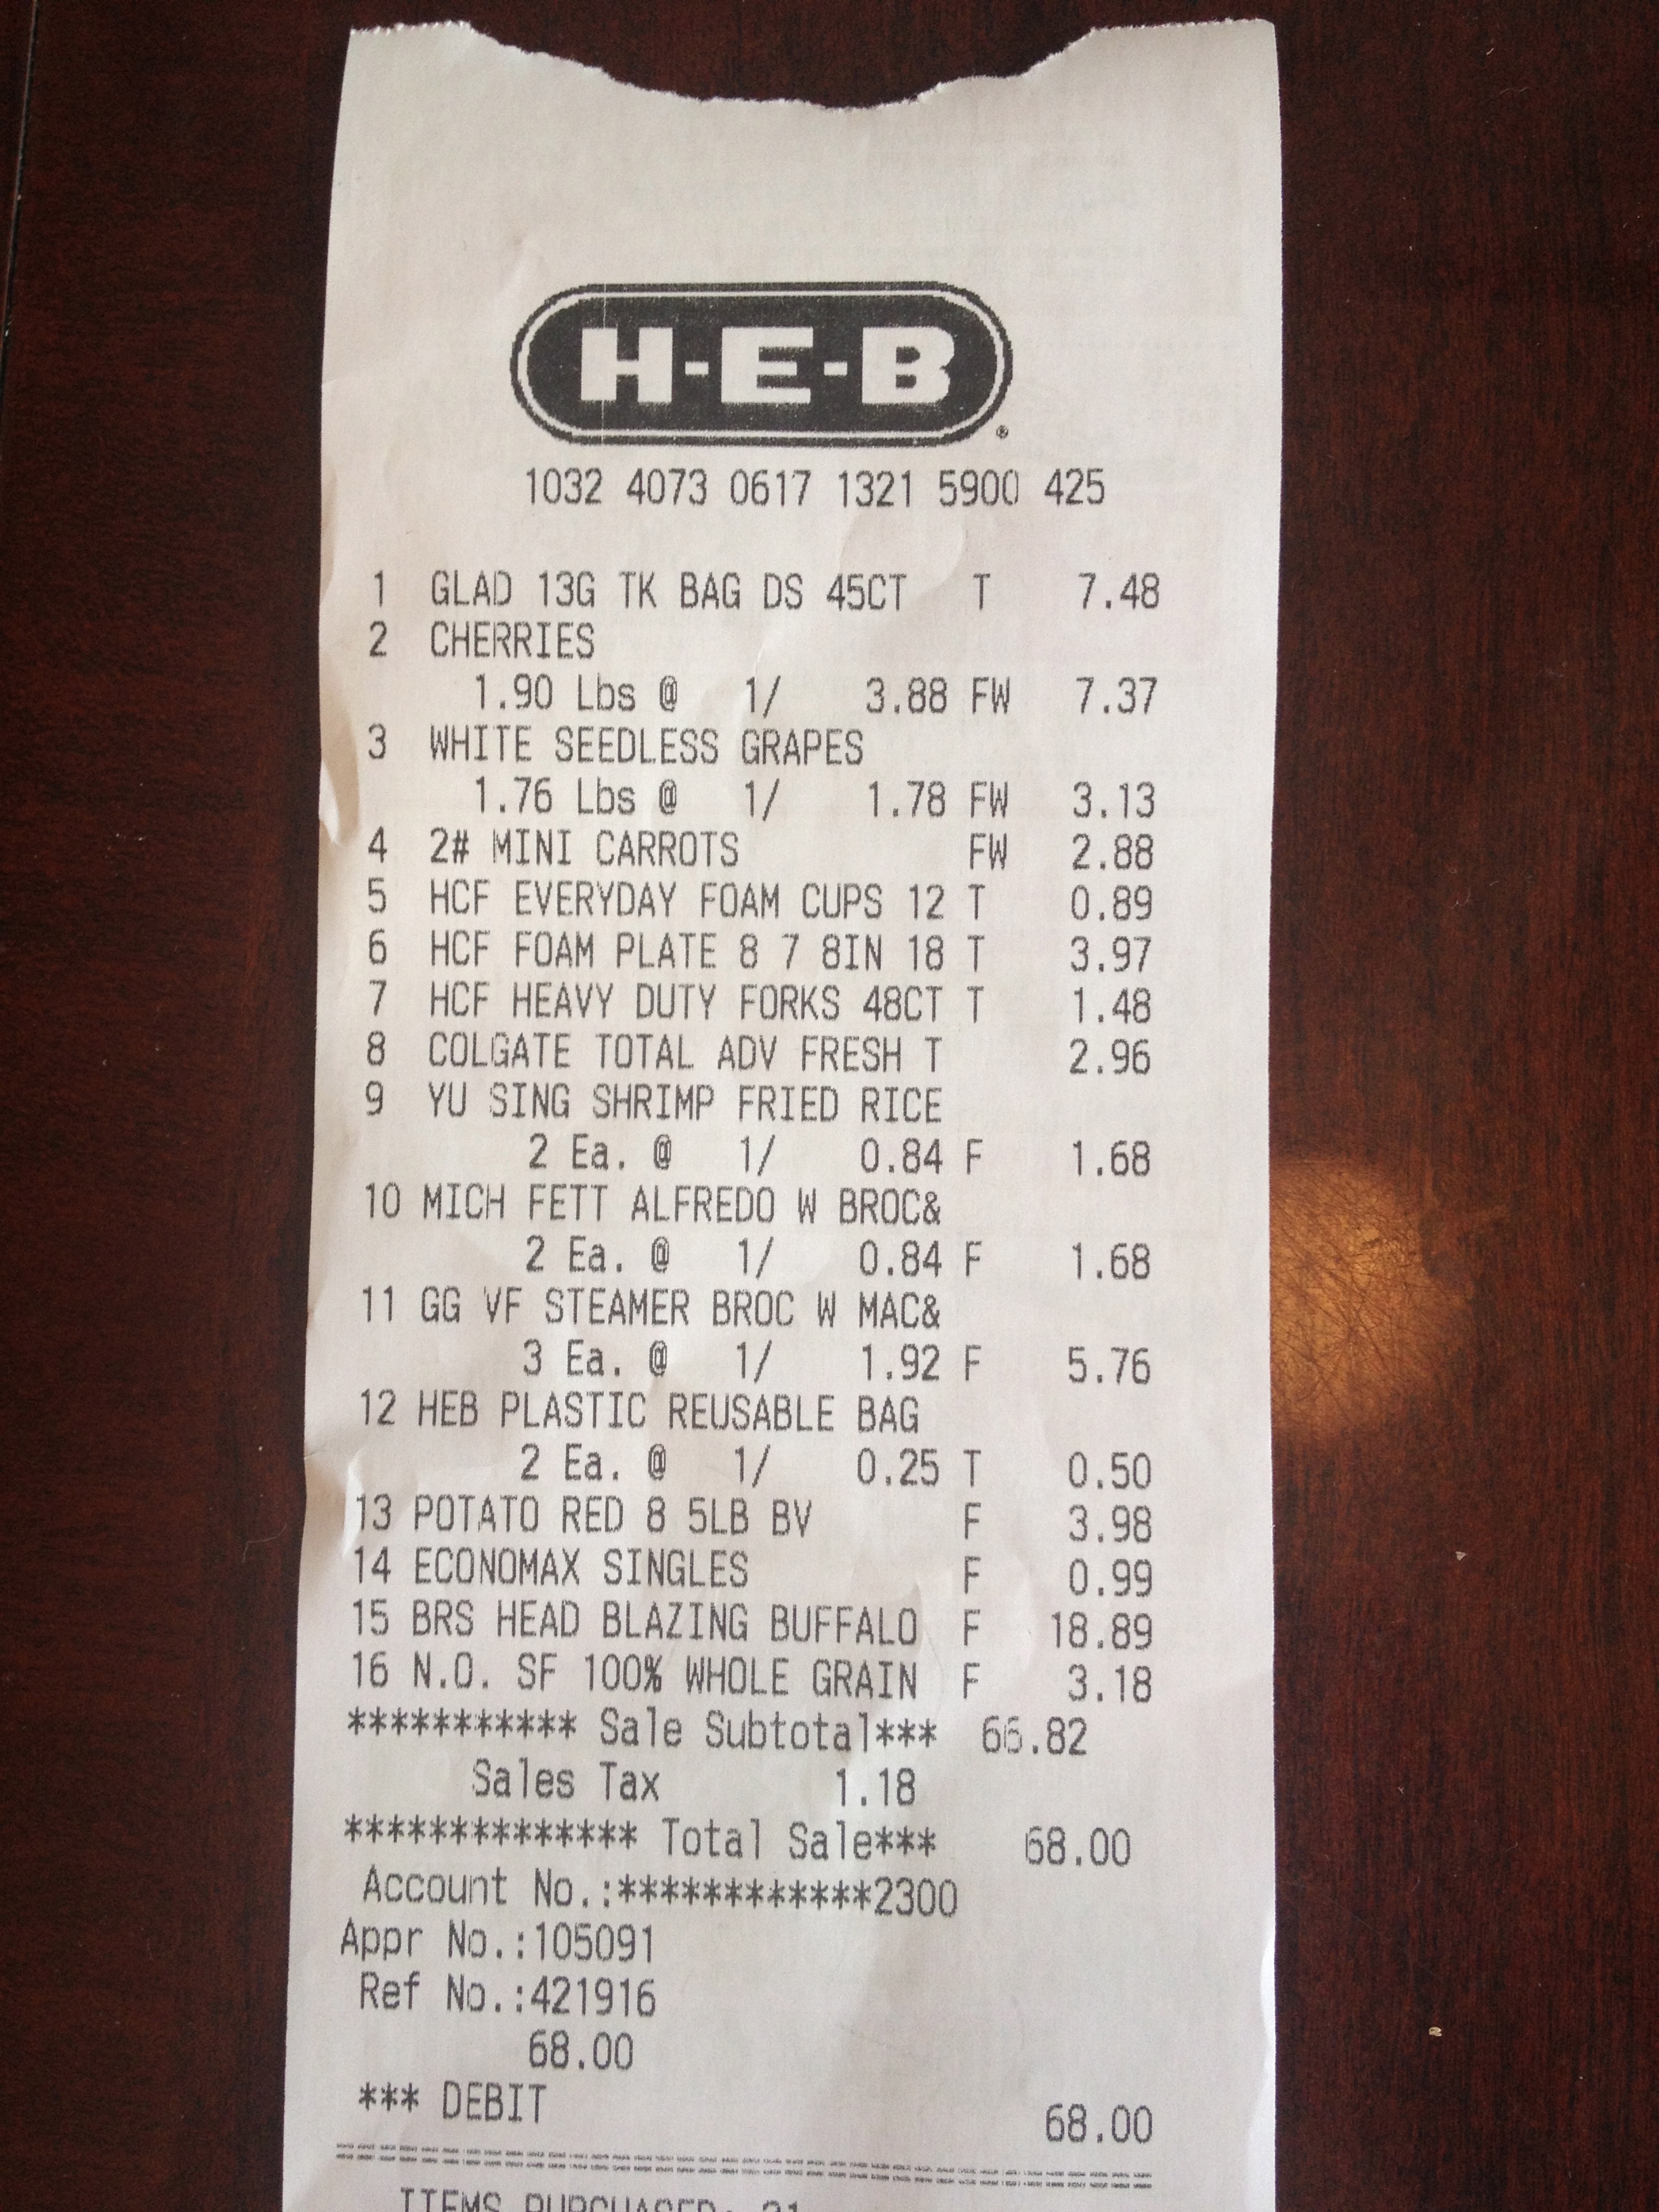 H-E-B®
1032 4073 0617 1321 5900 425
1 GLAD 13G TK BAG DS 45CT T 7.48
2 CHERRIES
1.90 Lbs @ 1/ 3.88 FW 7.37
3 WHITE SEEDLESS GRAPES
1.76 Lbs @ 1/ 1.78 FW 3.13
4 2# MINI CARROTS FW 2.88
5 HCF EVERYDAY FOAM CUPS 12 T 0.89
6 HCF FOAM PLATE 8 7 8IN 18 T 3.97
7 HCF HEAVY DUTY FORKS 48CT T 1.48
8 COLGATE TOTAL ADV FRESH T 2.96
9 YU SING SHRIMP FRIED RICE
2 Ea. @ 1/ 0.84 F 1.68
10 MICH FETT ALFREDO W BROC&
2 Ea. @ 1/ 0.84 F 1.68
11 GG VF STEAMER BROC W MAC&
3 Ea. @ 1/ 1.92 F 5.76
12 HEB PLASTIC REUSABLE BAG
2 Ea. @ 1/ 0.25 T 0.50
13 POTATO RED 8 5LB BV F 3.98
14 ECONOMAX SINGLES F 0.99
15 BRS HEAD BLAZING BUFFALO F 18.89
16 N.O. SF 100% WHOLE GRAIN F 3.18
*********** Sale Subtotal*** 66.82
Sales Tax 1.18
************** Total Sale*** 68.00
Account No.:************2300
Appr No.:105091
Ref No.:421916
68.00
*** DEBIT 68.00
ITEMS PURCHASED: 21